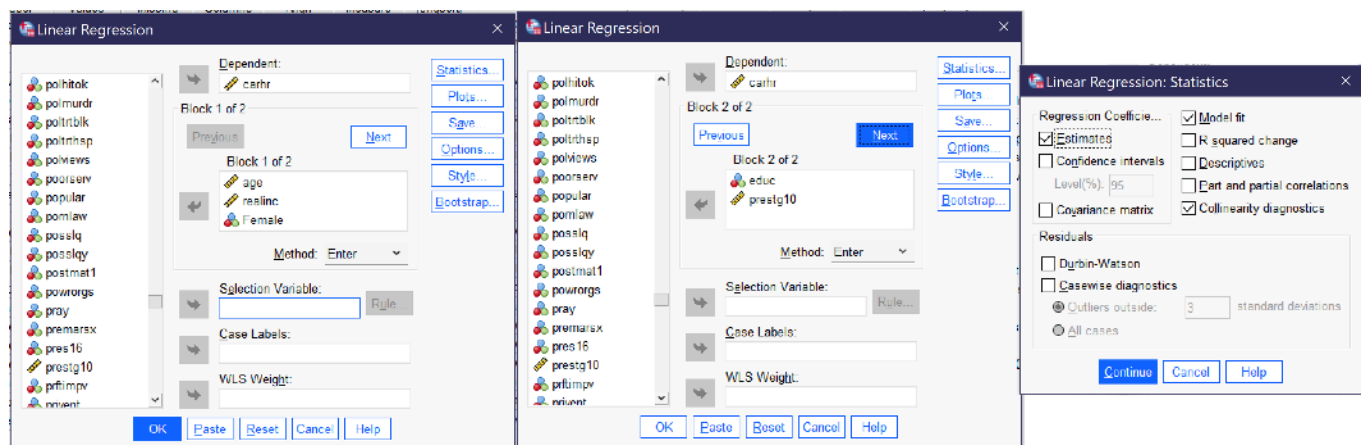 Linear Regression
polhitok
polmurdr
poltrtblk
poltrthsp
polviews
poorserv
popular
pornlaw
posslq
posslqy
postmat1
powrorgs
pray
premarsx
pres16
prestg10
prftimpv
privent
Dependent:
carhr
Block 1 of 2
Previous
Next
Block 1 of 2
age
realinc
Female
Method: Enter
Selection Variable:
Rule...
Case Labels:
WLS Weight:
Statistics...
Plots...
Save...
Options...
Style...
Bootstrap...
OK Paste Reset Cancel Help
Linear Regression
polhitok
polmurdr
poltrtblk
poltrthsp
polviews
poorserv
popular
pornlaw
posslq
posslqy
postmat1
powrorgs
pray
premarsx
pres16
prestg10
prftimpv
privent
Dependent:
carhr
Block 2 of 2
Previous
Next
Block 2 of 2
educ
prestg10
Method: Enter
Selection Variable:
Rule...
Case Labels:
WLS Weight:
Statistics...
Plots...
Save...
Options...
Style...
Bootstrap...
OK Paste Reset Cancel Help
Linear Regression: Statistics
Regression Coefficie...
Estimates
Confidence intervals
Level(%): 95
Covariance matrix
Model fit
R squared change
Descriptives
Part and partial correlations
Collinearity diagnostics
Residuals
Durbin-Watson
Casewise diagnostics
Outliers outside: 3 standard deviations
All cases
Continue Cancel Help